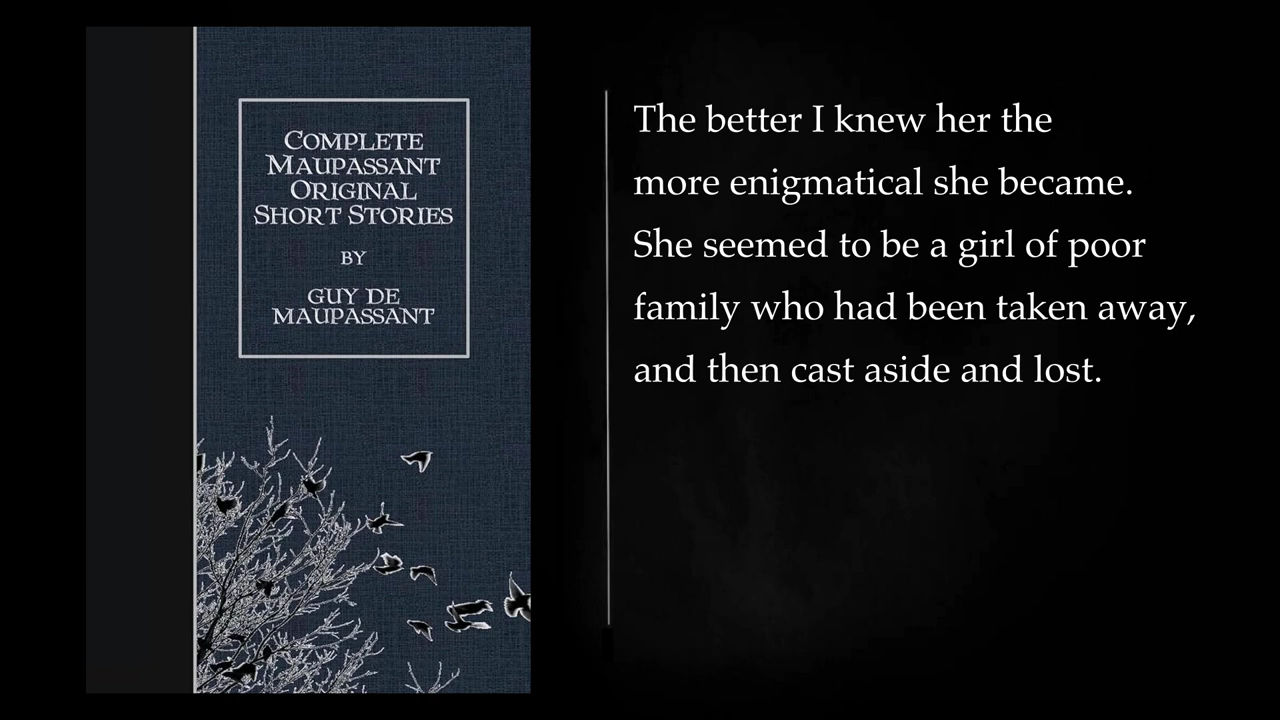 COMPLETE
MAUPASSANT
ORIGINAL
SHORT STORIES
BY
GUY DE
MAUPASSANT
The better I knew her the
more enigmatical she became.
She seemed to be a girl of poor
family who had been taken away,
and then cast aside and lost.